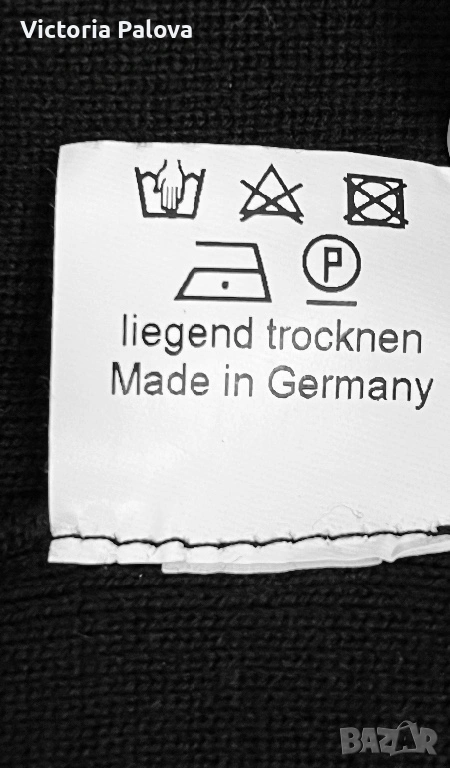 Victoria Palova
P
liegend trocknen
Made in Germany
BAZAR